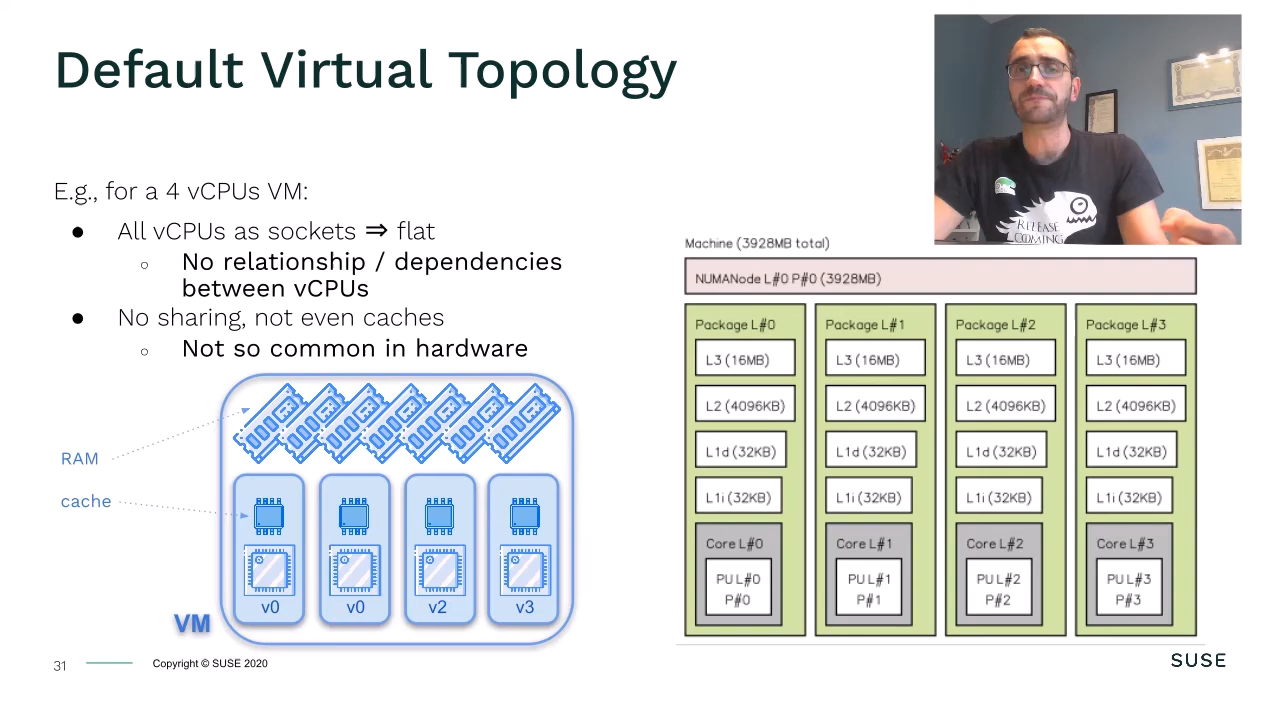 Default Virtual Topology
E.g., for a 4 vCPUs VM:
● All vCPUs as sockets ⇒ flat
○ No relationship / dependencies
between vCPUs
● No sharing, not even caches
○ Not so common in hardware
RAM
cache
v0
v0
v2
v3
VM
RELEASE
COMING
Machine (3928MB total)
NUMANode L#0 P#0 (3928MB)
Package L#0
L3 (16MB)
L2 (4096KB)
L1d (32KB)
L1i (32KB)
Core L#0
PU L#0
P#0
Package L#1
L3 (16MB)
L2 (4096KB)
L1d (32KB)
L1i (32KB)
Core L#1
PU L#1
P#1
Package L#2
L3 (16MB)
L2 (4096KB)
L1d (32KB)
L1i (32KB)
Core L#2
PU L#2
P#2
Package L#3
L3 (16MB)
L2 (4096KB)
L1d (32KB)
L1i (32KB)
Core L#3
PU L#3
P#3
31
Copyright © SUSE 2020
SUSE